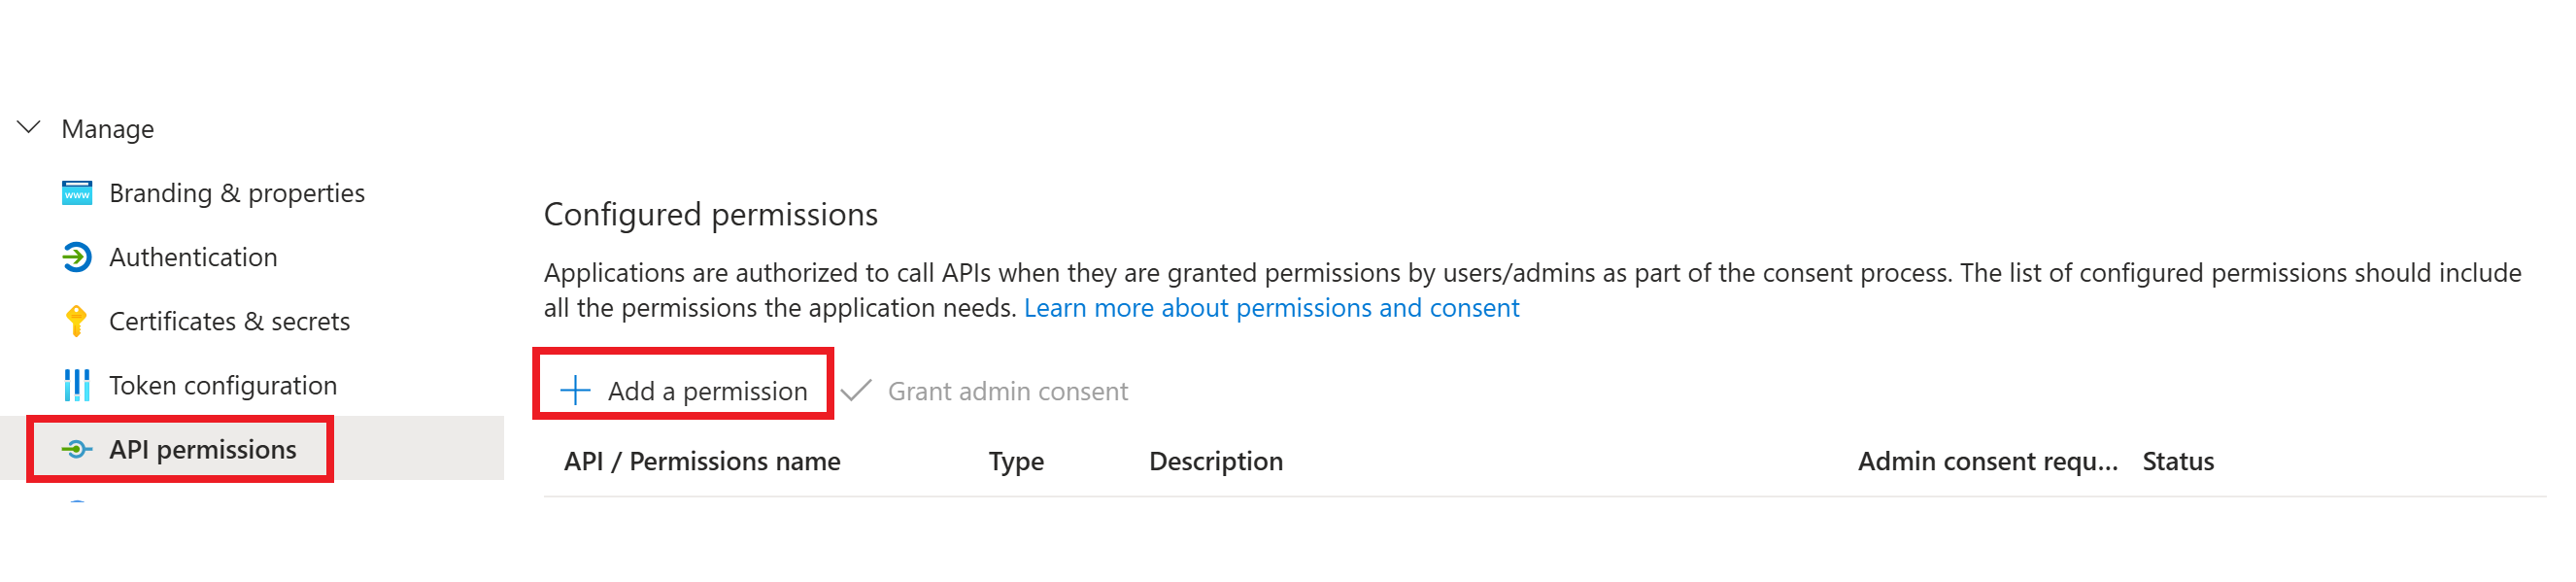 Manage
www
Branding & properties
Authentication
Certificates & secrets
Token configuration
API permissions
Configured permissions
Applications are authorized to call APIs when they are granted permissions by users/admins as part of the consent process. The list of configured permissions should include
all the permissions the application needs. Learn more about permissions and consent
Add a permission
Grant admin consent
API / Permissions name Type Description Admin consent requ... Status